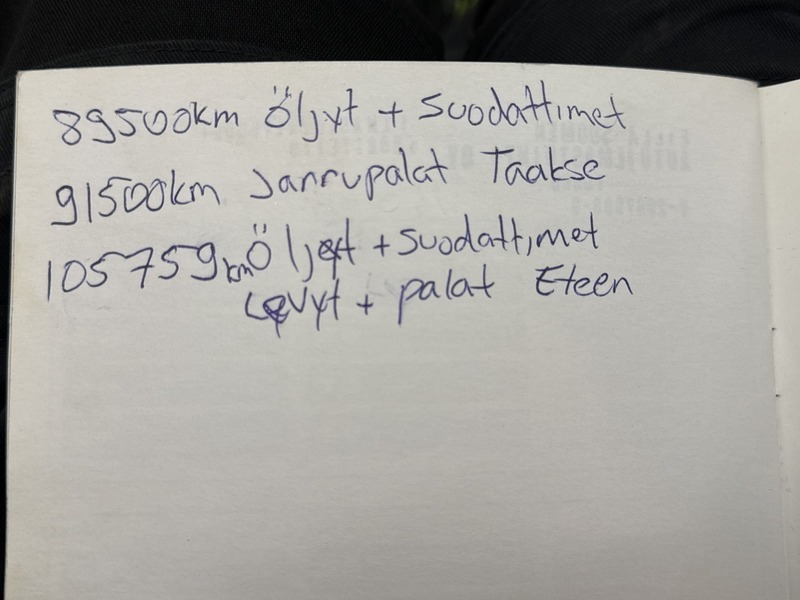 89500km Öljyt + Suodattimet
91500km Jarrupalat Taakse
105759km Öljyt + suodattimet
Levyt + palat Eteen